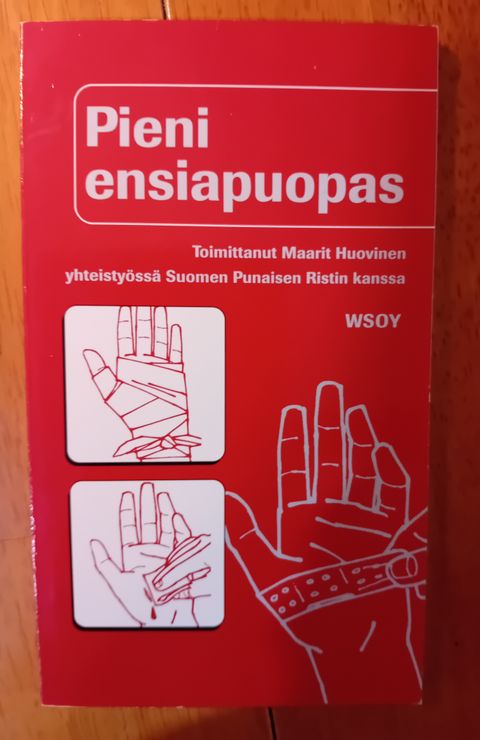 Pieni
ensiapuopas
Toimittanut Maarit Huovinen
yhteistyössä Suomen Punaisen Ristin kanssa
WSOY